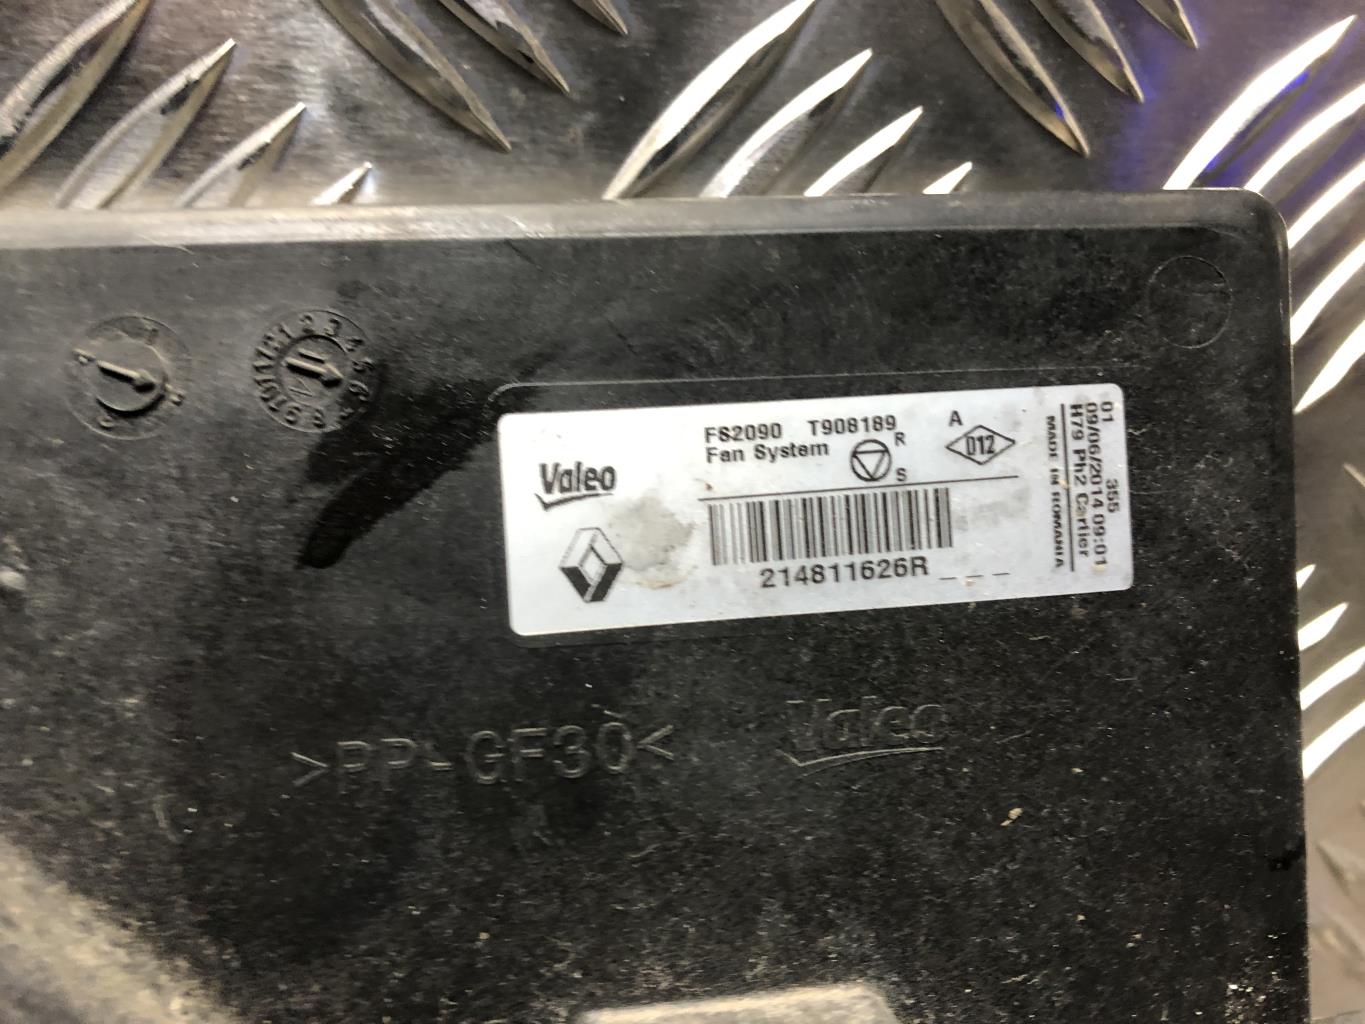 FS2090 T908189
Fan System
R
S
A
D12
Valeo
214811626R _ _ _
01 355
09/06/2014 09:01
H79 Ph2 Cartier
MADE IN ROMANIA
>PP-GF30<
Valeo